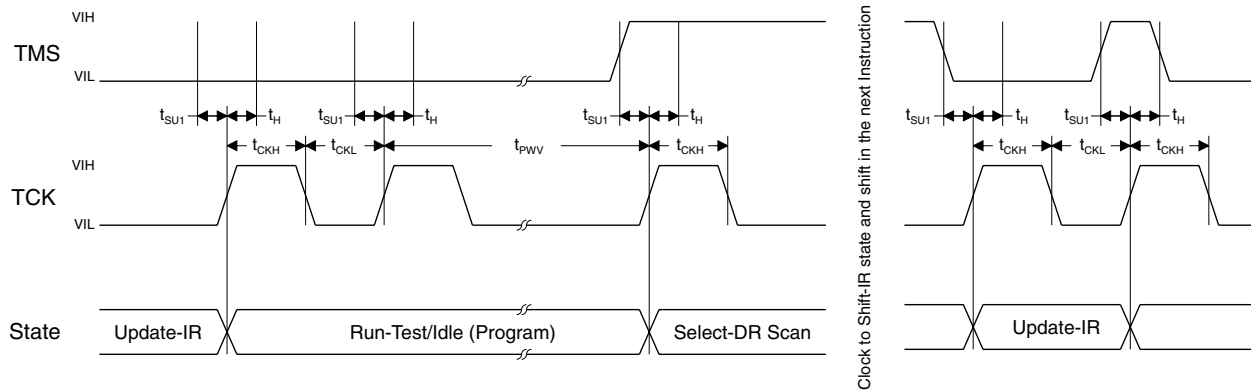 VIH
TMS
VIL
tSU1 tH tSU1 tH tSU1 tH tSU1 tH tSU1 tH
tCKH tCKL tPWV tCKH tCKH tCKL tCKH
VIH
TCK
VIL
State Update-IR Run-Test/Idle (Program) Select-DR Scan Update-IR
Clock to Shift-IR state and shift in the next Instruction